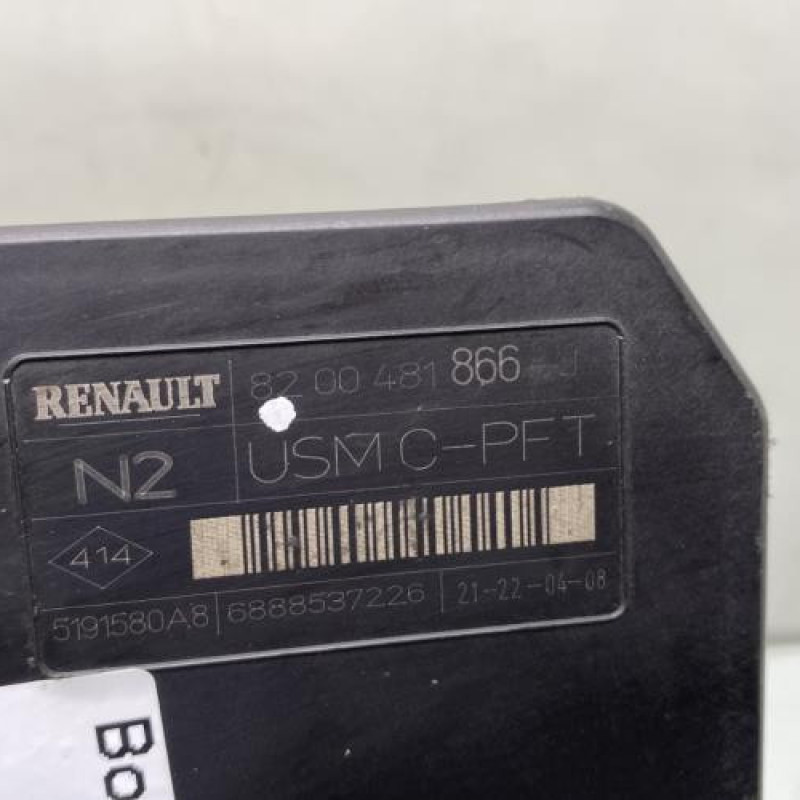 RENAULT 82 00 481 866--J
N2 USM C-PFT
414
5191580A8 6888537226 21-22-04-08
Bo